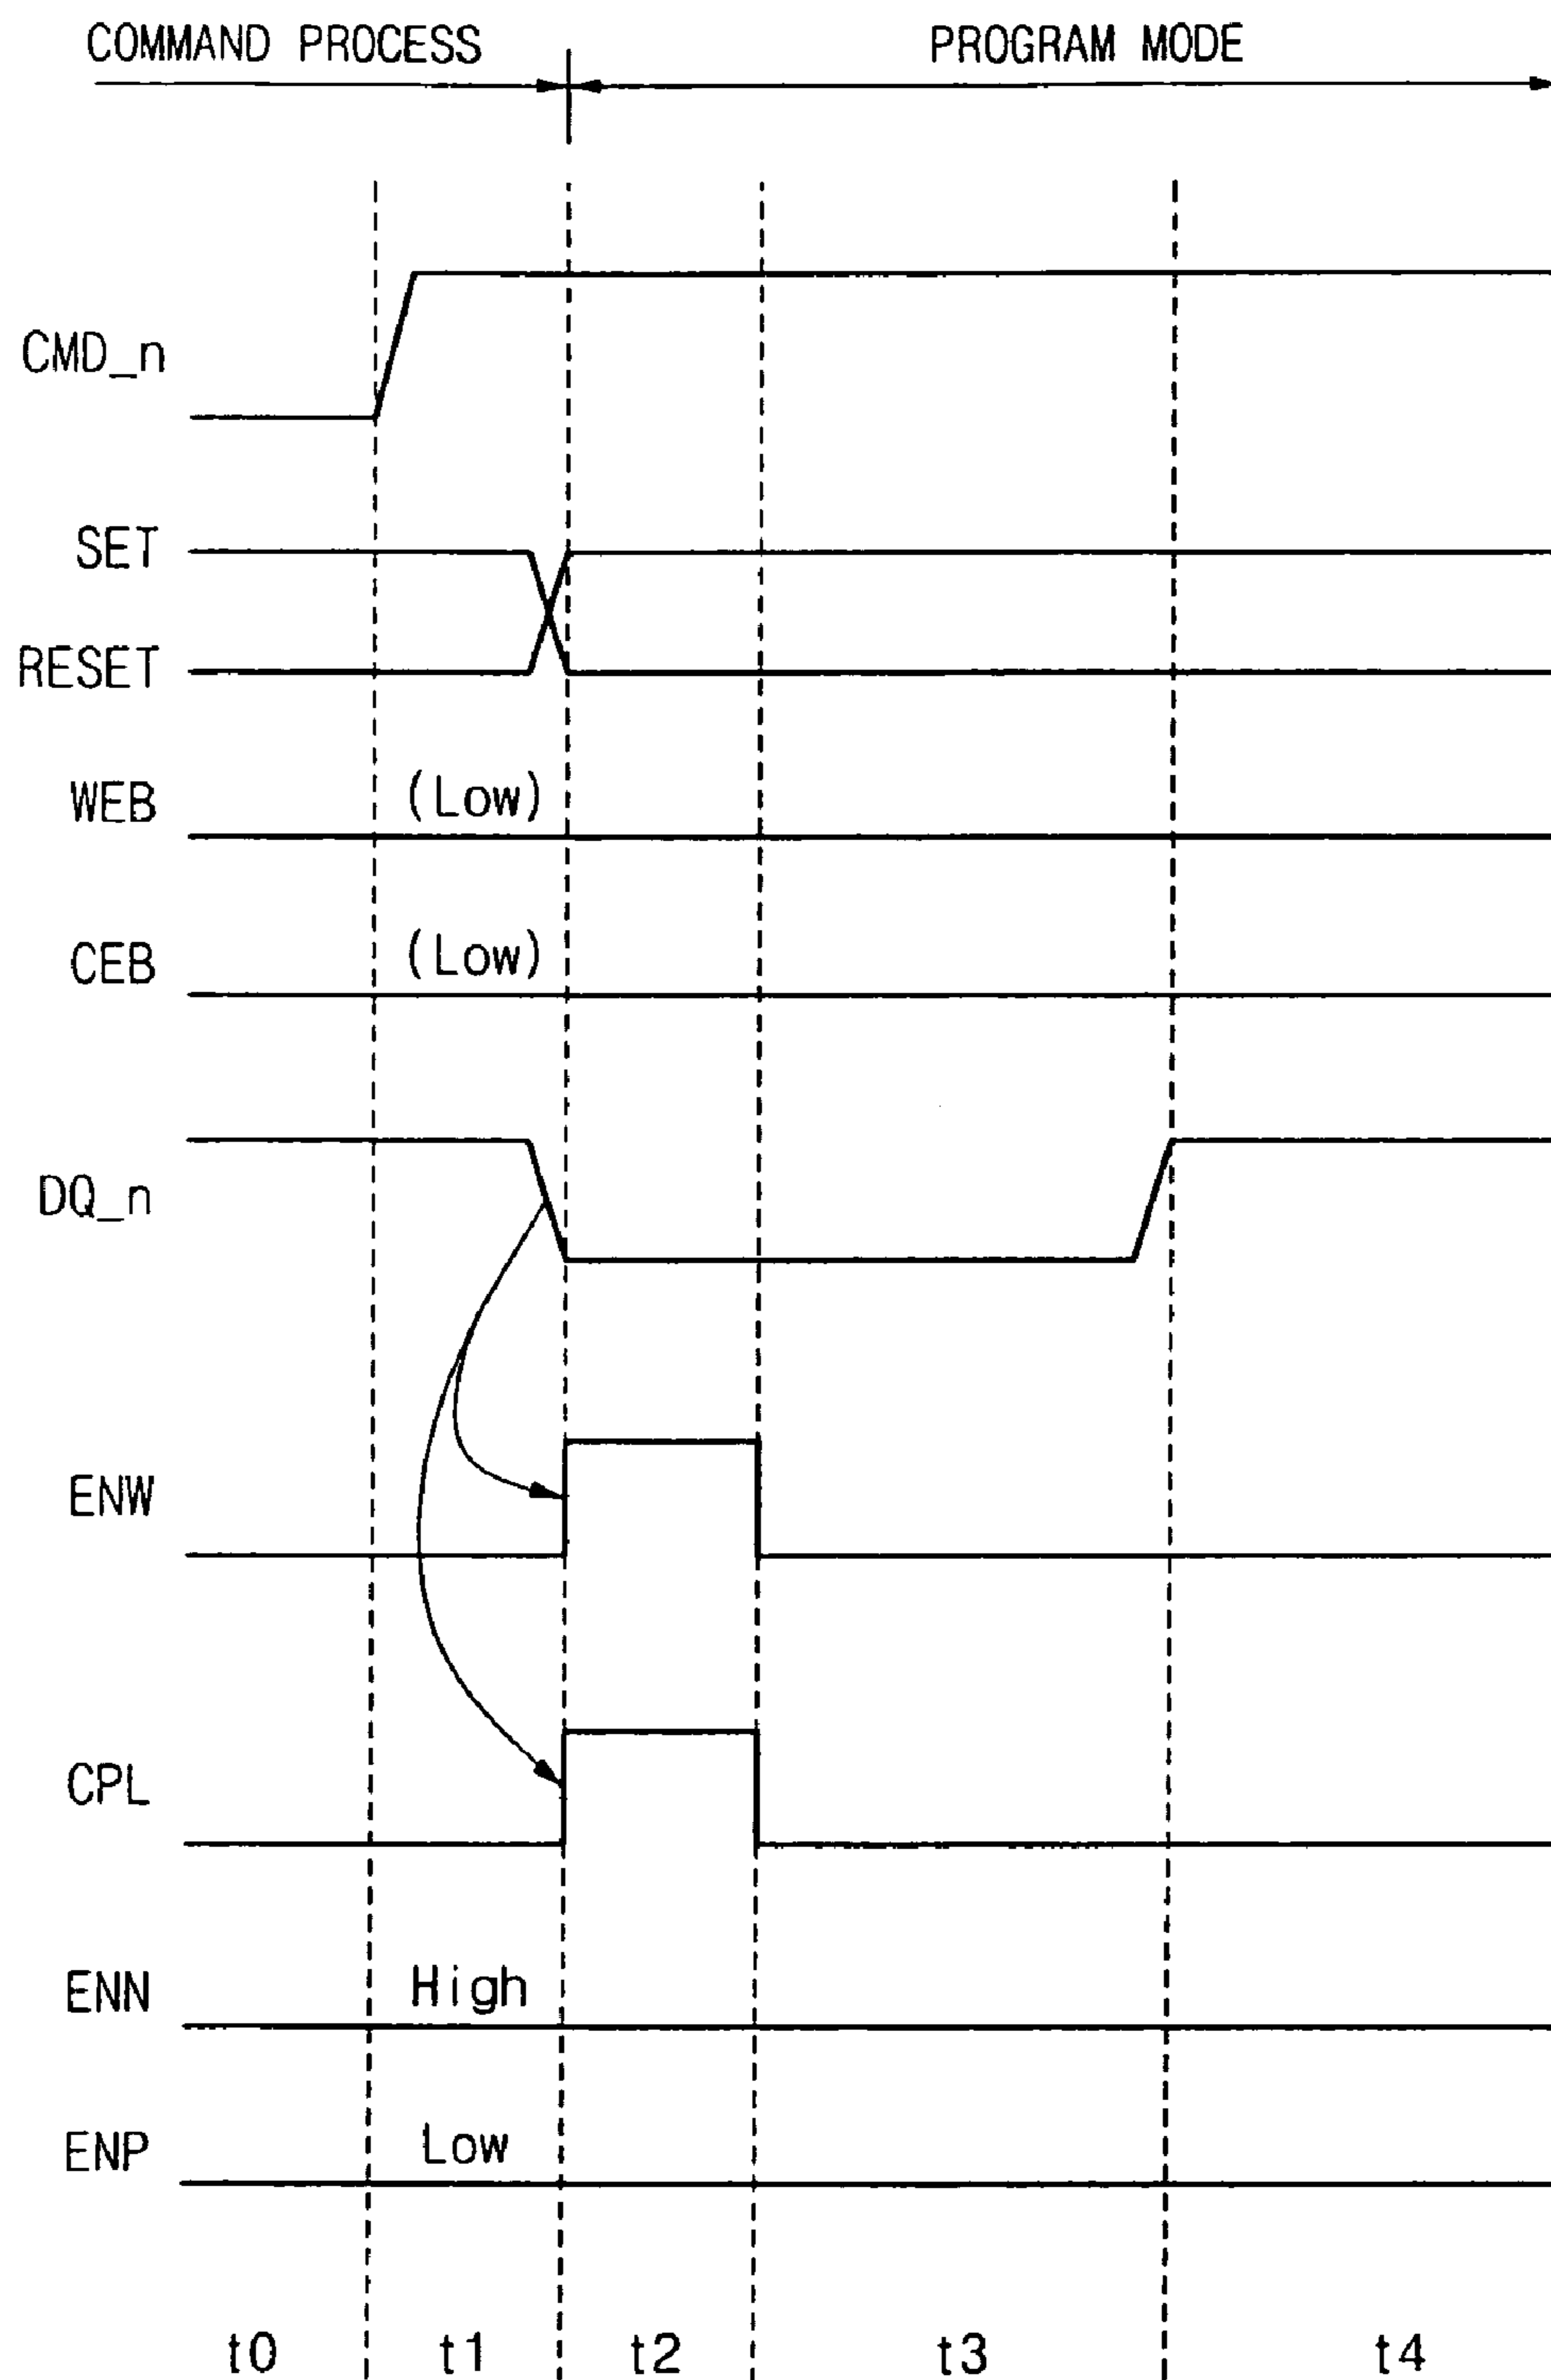 COMMAND PROCESS PROGRAM MODE
CMD_n
SET
RESET
WEB (Low)
CEB (Low)
DQ_n
ENW
CPL
ENN High
ENP Low
t0 t1 t2 t3 t4